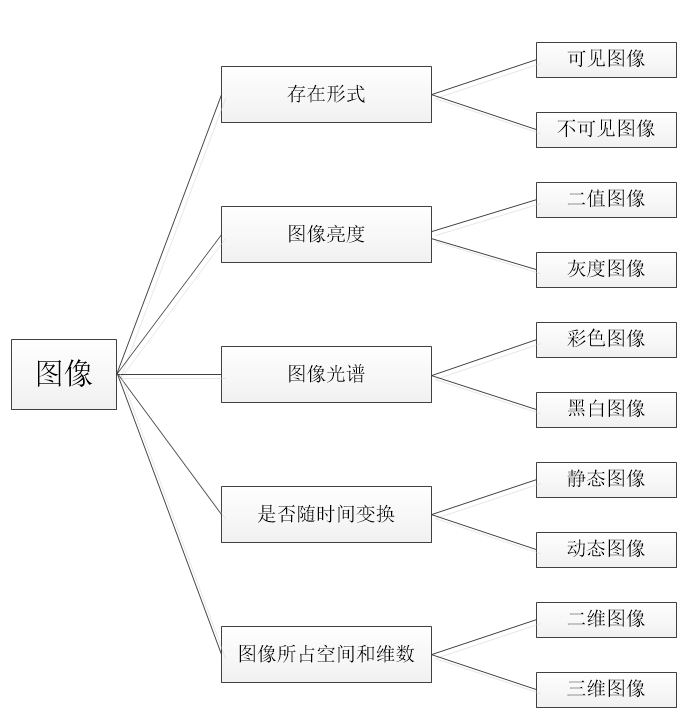 图像
存在形式
可见图像
不可见图像
图像亮度
二值图像
灰度图像
图像光谱
彩色图像
黑白图像
是否随时间变换
静态图像
动态图像
图像所占空间和维数
二维图像
三维图像